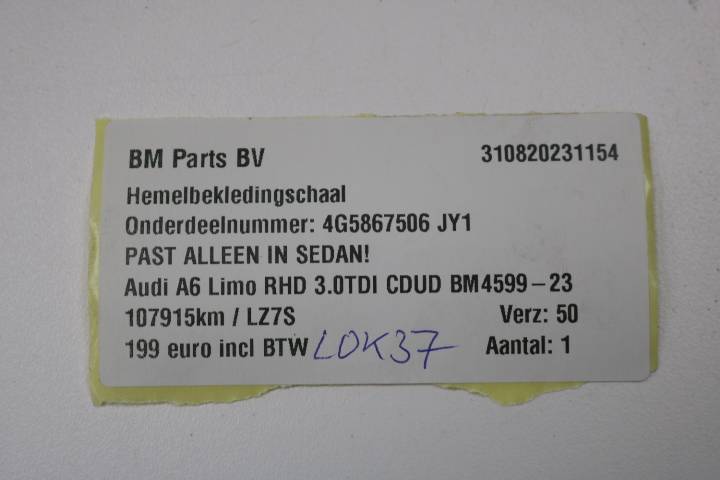 BM Parts BV 310820231154
Hemelbekledingschaal
Onderdeelnummer: 4G5867506 JY1
PAST ALLEEN IN SEDAN!
Audi A6 Limo RHD 3.0TDI CDUD BM4599-23
107915km / LZ7S Verz: 50
199 euro incl BTW LOK37 Aantal: 1